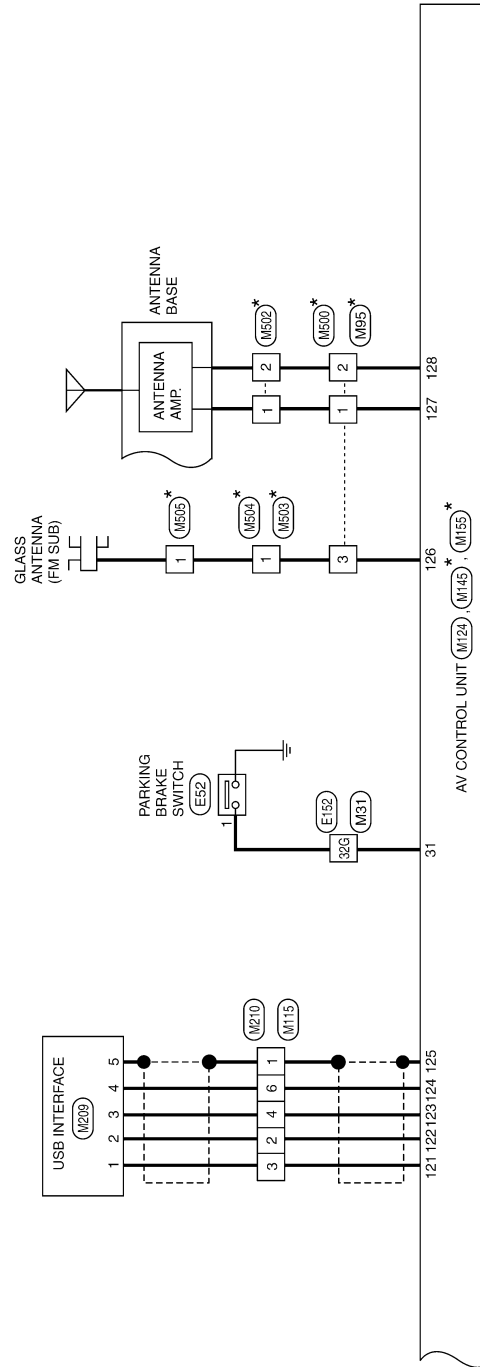 USB INTERFACE
M209
1 2 3 4 5
M210
M115
3 2 4 6 1
121 122 123 124 125
PARKING
BRAKE
SWITCH
E52
1
E152
M31
32G
31
GLASS
ANTENNA
(FM SUB)
1
M505 *
1
M504 *
M503 *
3
126
ANTENNA
BASE
ANTENNA
AMP.
1 2
M502 *
1 2
M500 *
M95 *
127 128
AV CONTROL UNIT M124 , M145 * , M155 *